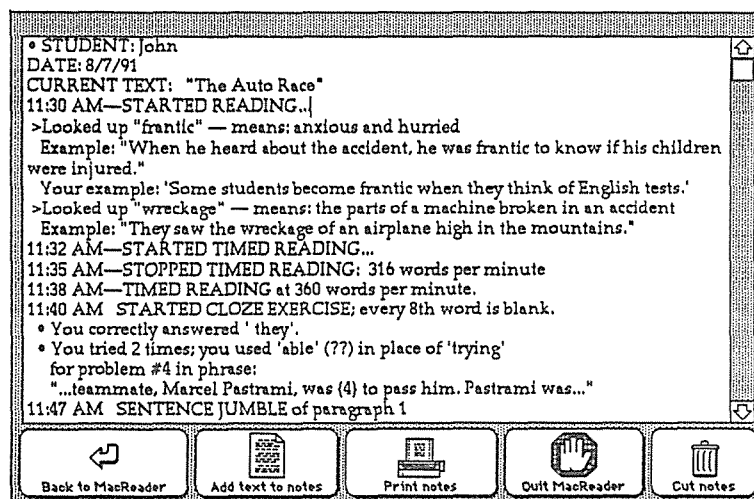 • STUDENT: John
DATE: 8/7/91
CURRENT TEXT: "The Auto Race"
11:30 AM—STARTED READING...
>Looked up "frantic" — means: anxious and hurried
Example: "When he heard about the accident, he was frantic to know if his children
were injured."
Your example: 'Some students become frantic when they think of English tests.'
>Looked up "wreckage" — means: the parts of a machine broken in an accident
Example: "They saw the wreckage of an airplane high in the mountains."
11:32 AM—STARTED TIMED READING...
11:35 AM—STOPPED TIMED READING: 316 words per minute
11:38 AM—TIMED READING at 360 words per minute.
11:40 AM STARTED CLOZE EXERCISE; every 8th word is blank.
• You correctly answered ' they'.
• You tried 2 times; you used 'able' (??) in place of 'trying'
for problem #4 in phrase:
"...teammate, Marcel Pastrami, was {4} to pass him. Pastrami was..."
11:47 AM SENTENCE JUMBLE of paragraph 1
Back to MacReader
Add text to notes
Print notes
Quit MacReader
Cut notes